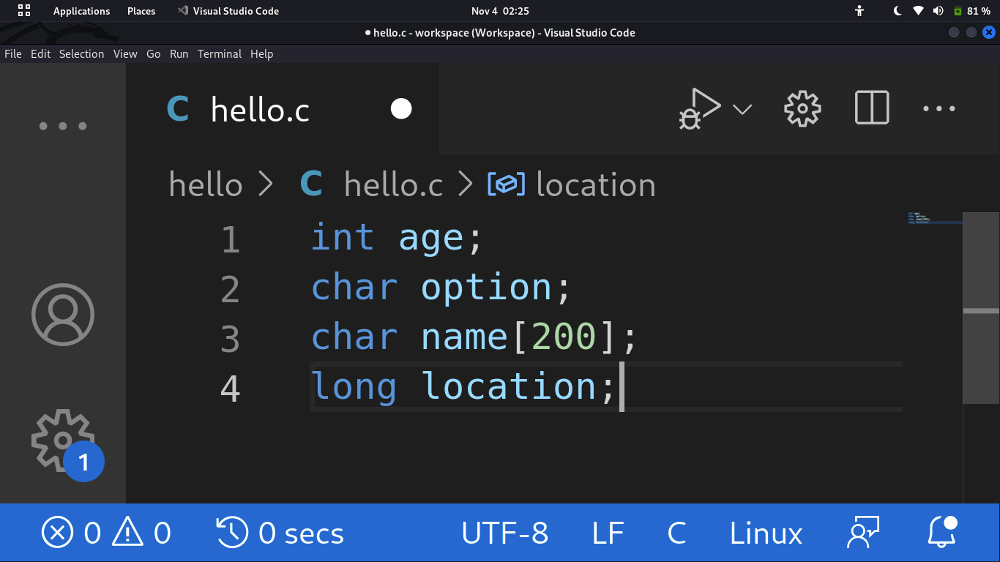 Applications Places Visual Studio Code Nov 4 02:25 81 %
hello.c - workspace (Workspace) - Visual Studio Code
File Edit Selection View Go Run Terminal Help
C hello.c
hello > C hello.c > location
1 int age;
2 char option;
3 char name[200];
4 long location;
1
0 0 0 secs UTF-8 LF C Linux